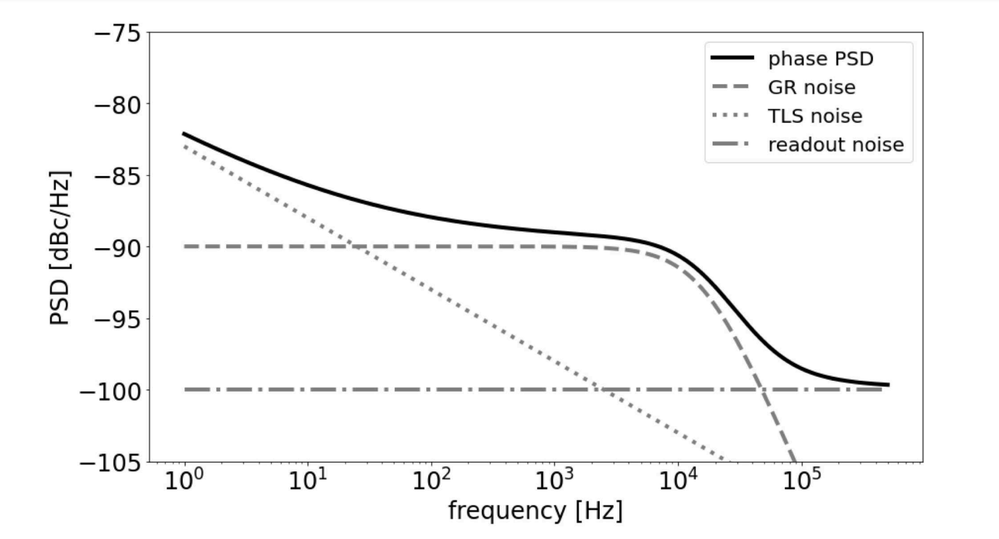 −75
−80
−85
−90
−95
−100
−105
PSD [dBc/Hz]
phase PSD
GR noise
TLS noise
readout noise
10⁰ 10¹ 10² 10³ 10⁴ 10⁵
frequency [Hz]